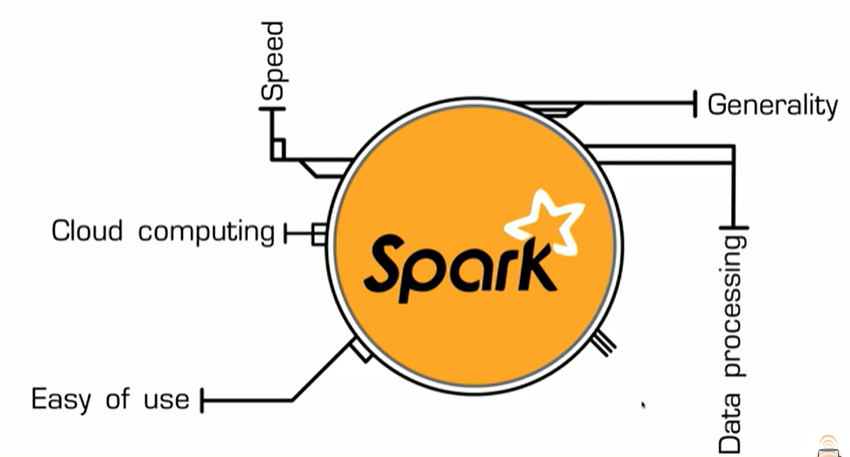 Speed
Generality
Cloud computing
Spark
Easy of use
Data processing